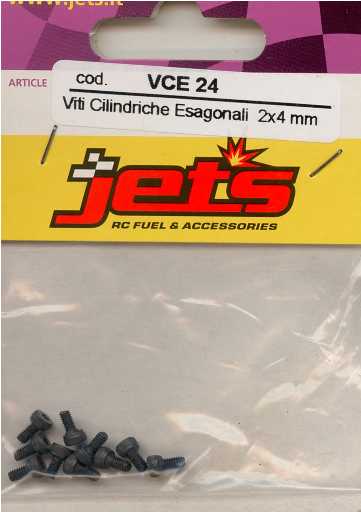 www.jets.it
ARTICLE
cod. VCE 24
Viti Cilindriche Esagonali 2x4 mm
jets
RC FUEL & ACCESSORIES